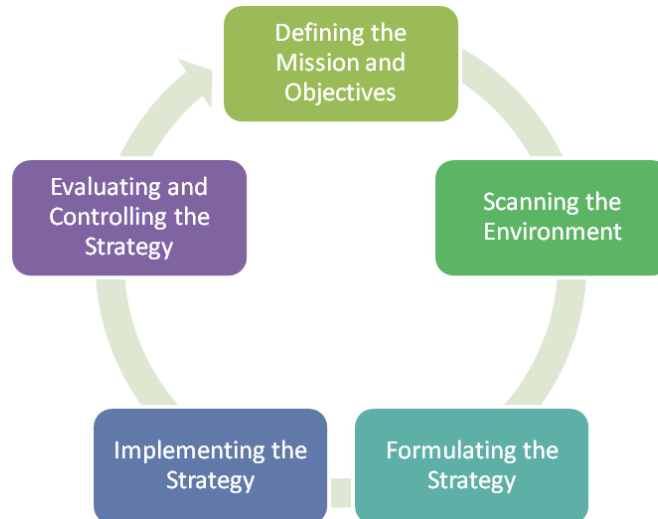 Defining the
Mission and
Objectives
Scanning the
Environment
Formulating the
Strategy
Implementing the
Strategy
Evaluating and
Controlling the
Strategy